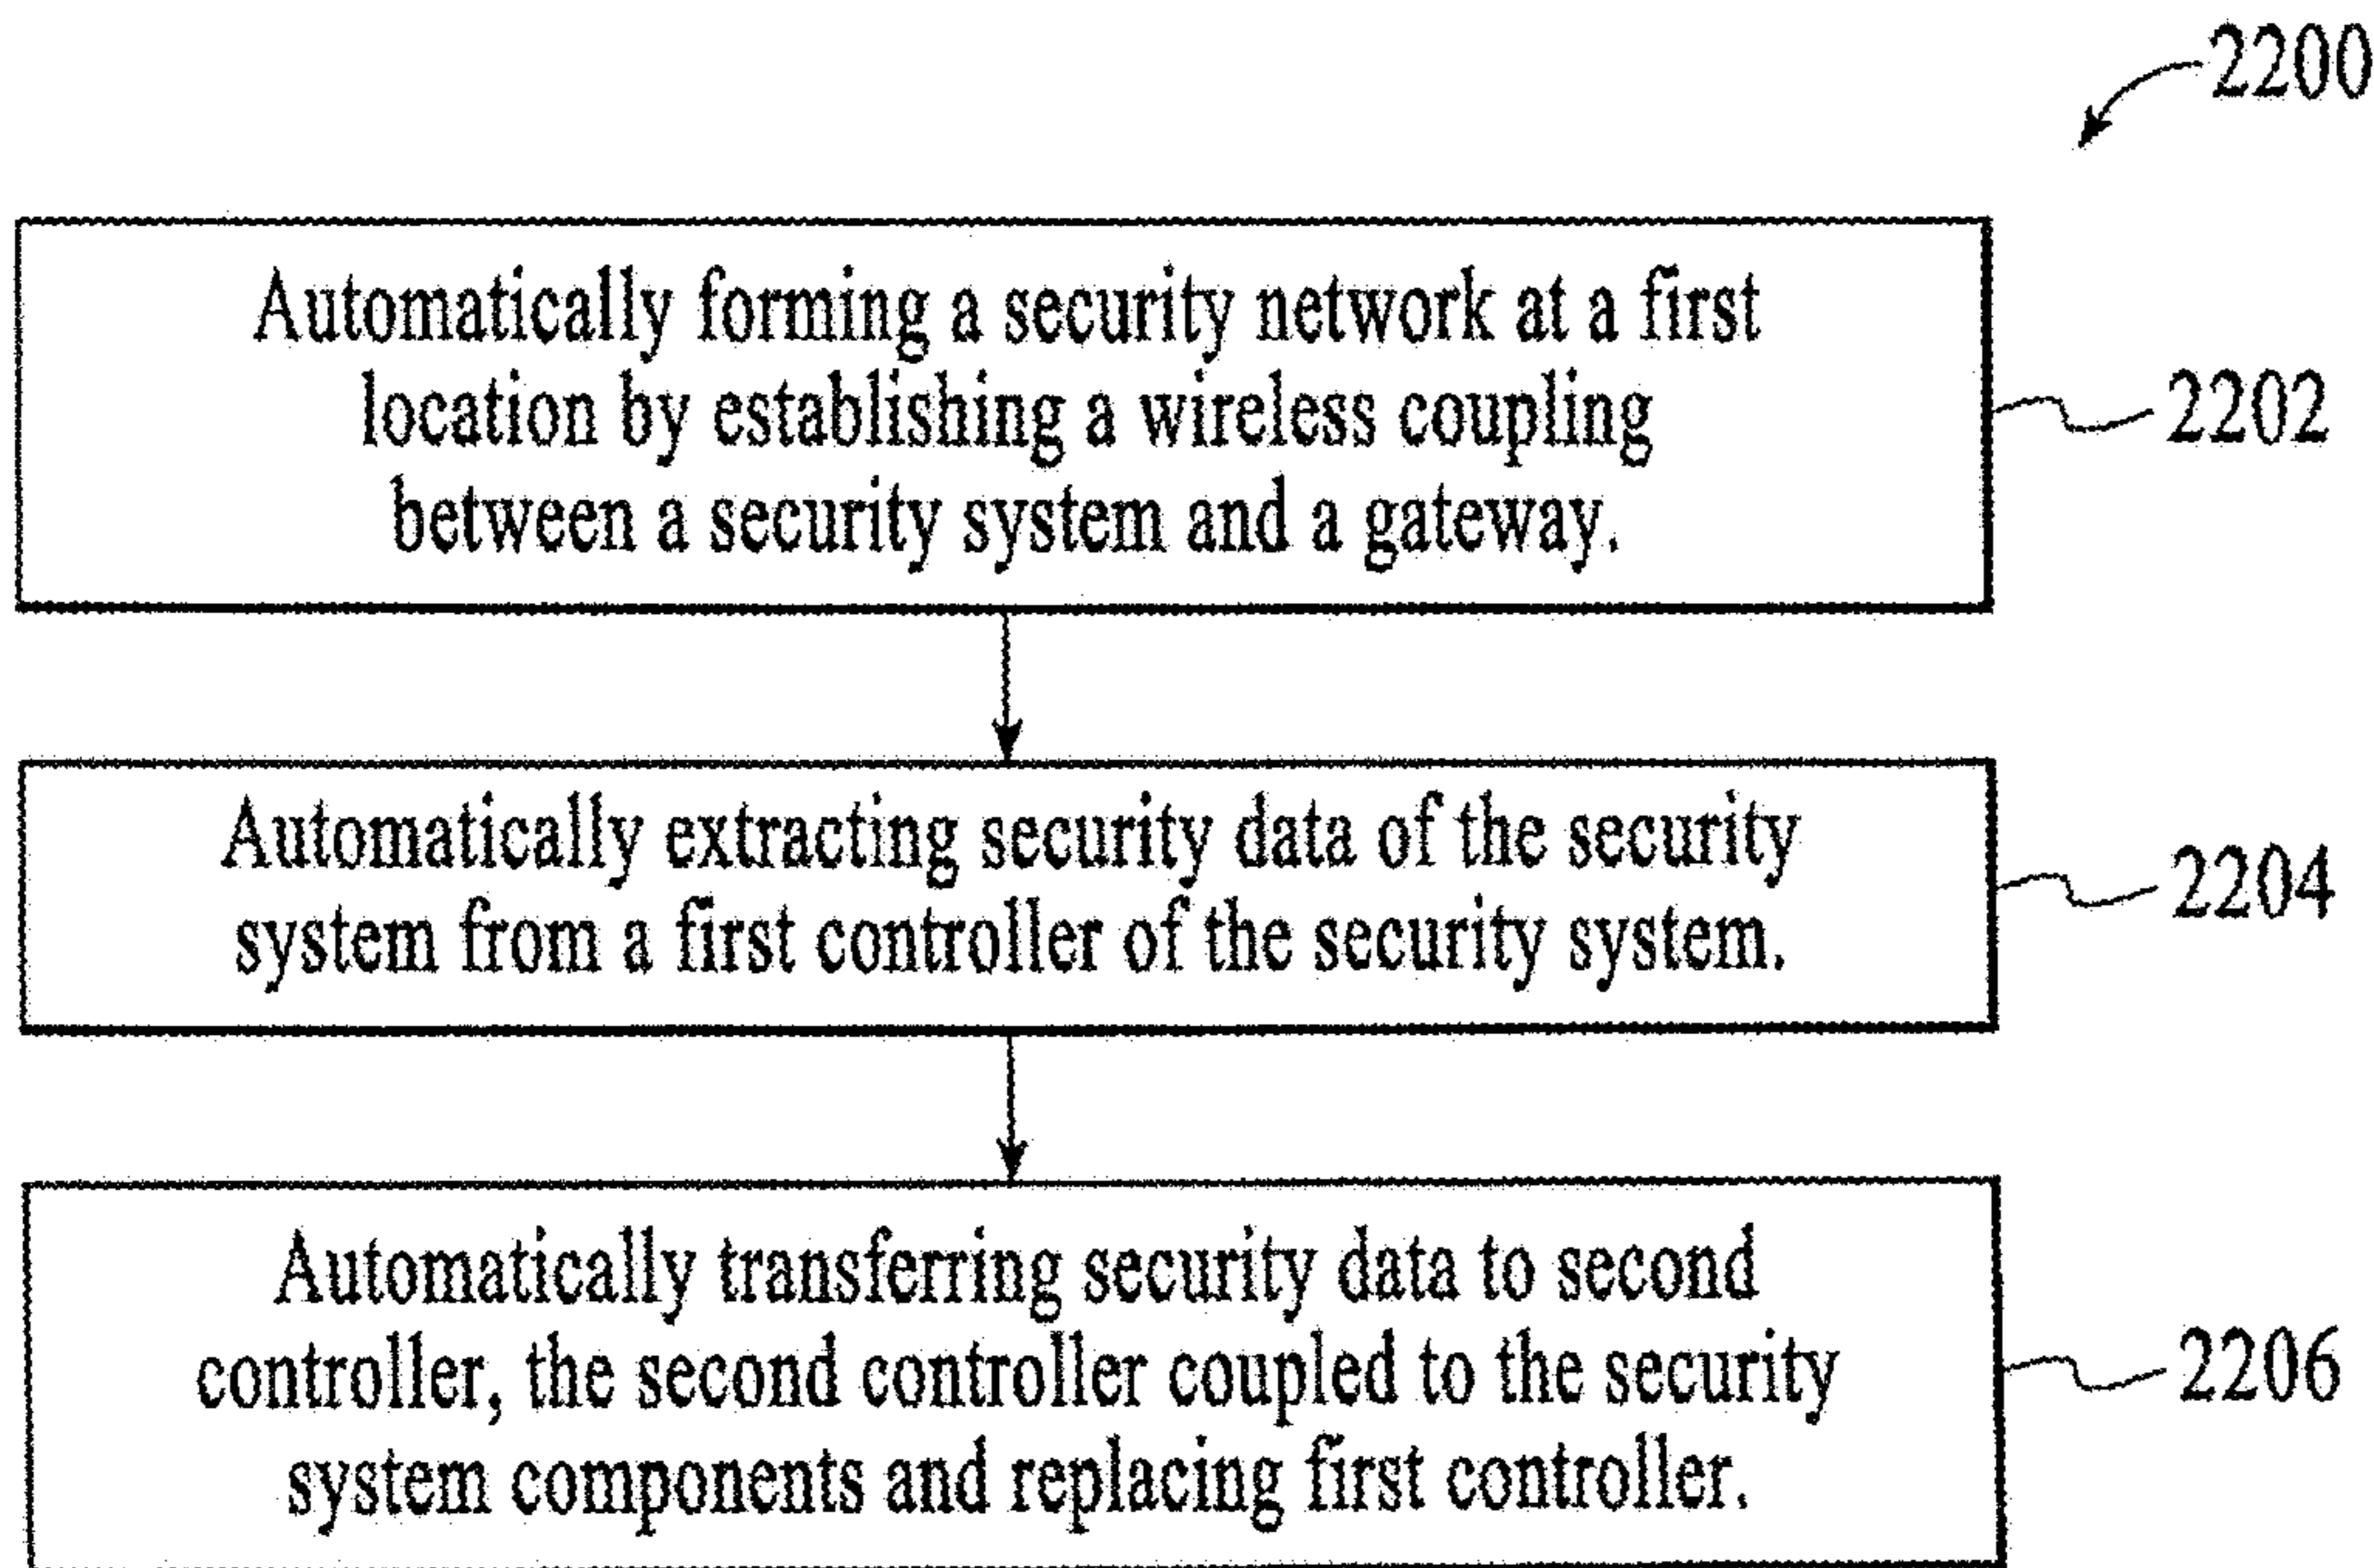 2200
Automatically forming a security network at a first
location by establishing a wireless coupling
between a security system and a gateway.
2202
Automatically extracting security data of the security
system from a first controller of the security system.
2204
Automatically transferring security data to second
controller, the second controller coupled to the security
system components and replacing first controller.
2206